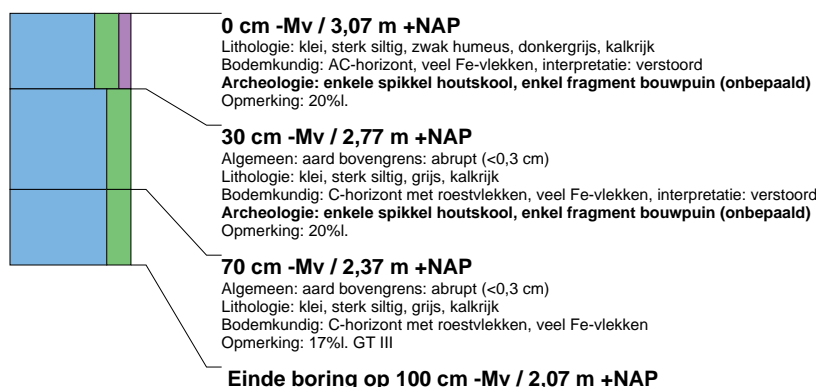 0 cm -Mv / 3,07 m +NAP
Lithologie: klei, sterk siltig, zwak humeus, donkergrijs, kalkrijk
Bodemkundig: AC-horizont, veel Fe-vlekken, interpretatie: verstoord
Archeologie: enkele spikkel houtskool, enkel fragment bouwpuin (onbepaald)
Opmerking: 20%l.
30 cm -Mv / 2,77 m +NAP
Algemeen: aard bovengrens: abrupt (<0,3 cm)
Lithologie: klei, sterk siltig, grijs, kalkrijk
Bodemkundig: C-horizont met roestvlekken, veel Fe-vlekken, interpretatie: verstoord
Archeologie: enkele spikkel houtskool, enkel fragment bouwpuin (onbepaald)
Opmerking: 20%l.
70 cm -Mv / 2,37 m +NAP
Algemeen: aard bovengrens: abrupt (<0,3 cm)
Lithologie: klei, sterk siltig, grijs, kalkrijk
Bodemkundig: C-horizont met roestvlekken, veel Fe-vlekken
Opmerking: 17%l. GT III
Einde boring op 100 cm -Mv / 2,07 m +NAP